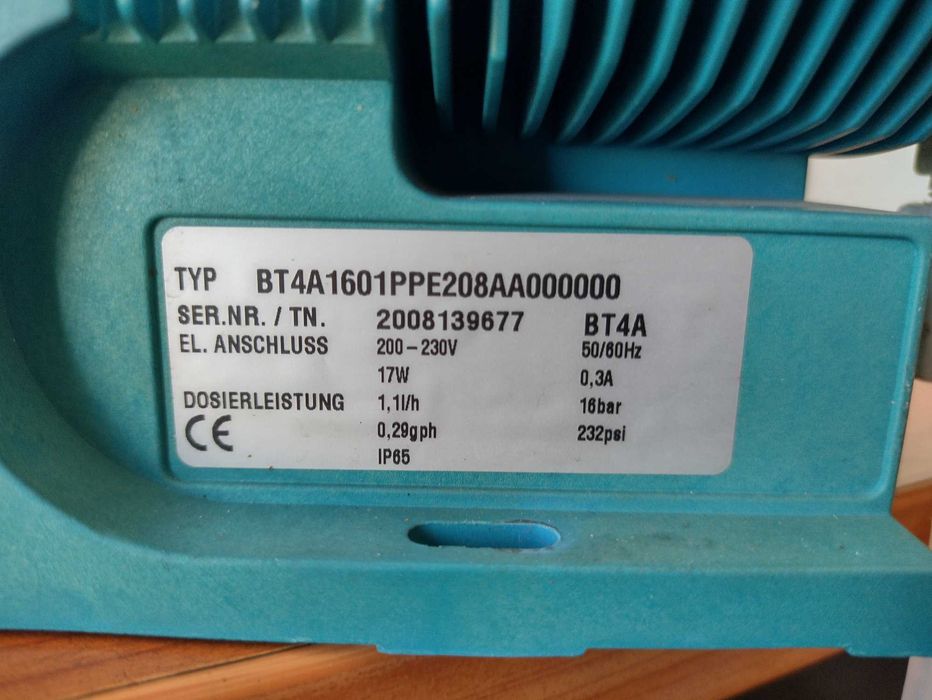 TYP BT4A1601PPE208AA000000
SER.NR. / TN. 2008139677 BT4A
EL. ANSCHLUSS 200-230V 50/60Hz
17W 0,3A
DOSIERLEISTUNG 1,1l/h 16bar
CE 0,29gph 232psi
IP65